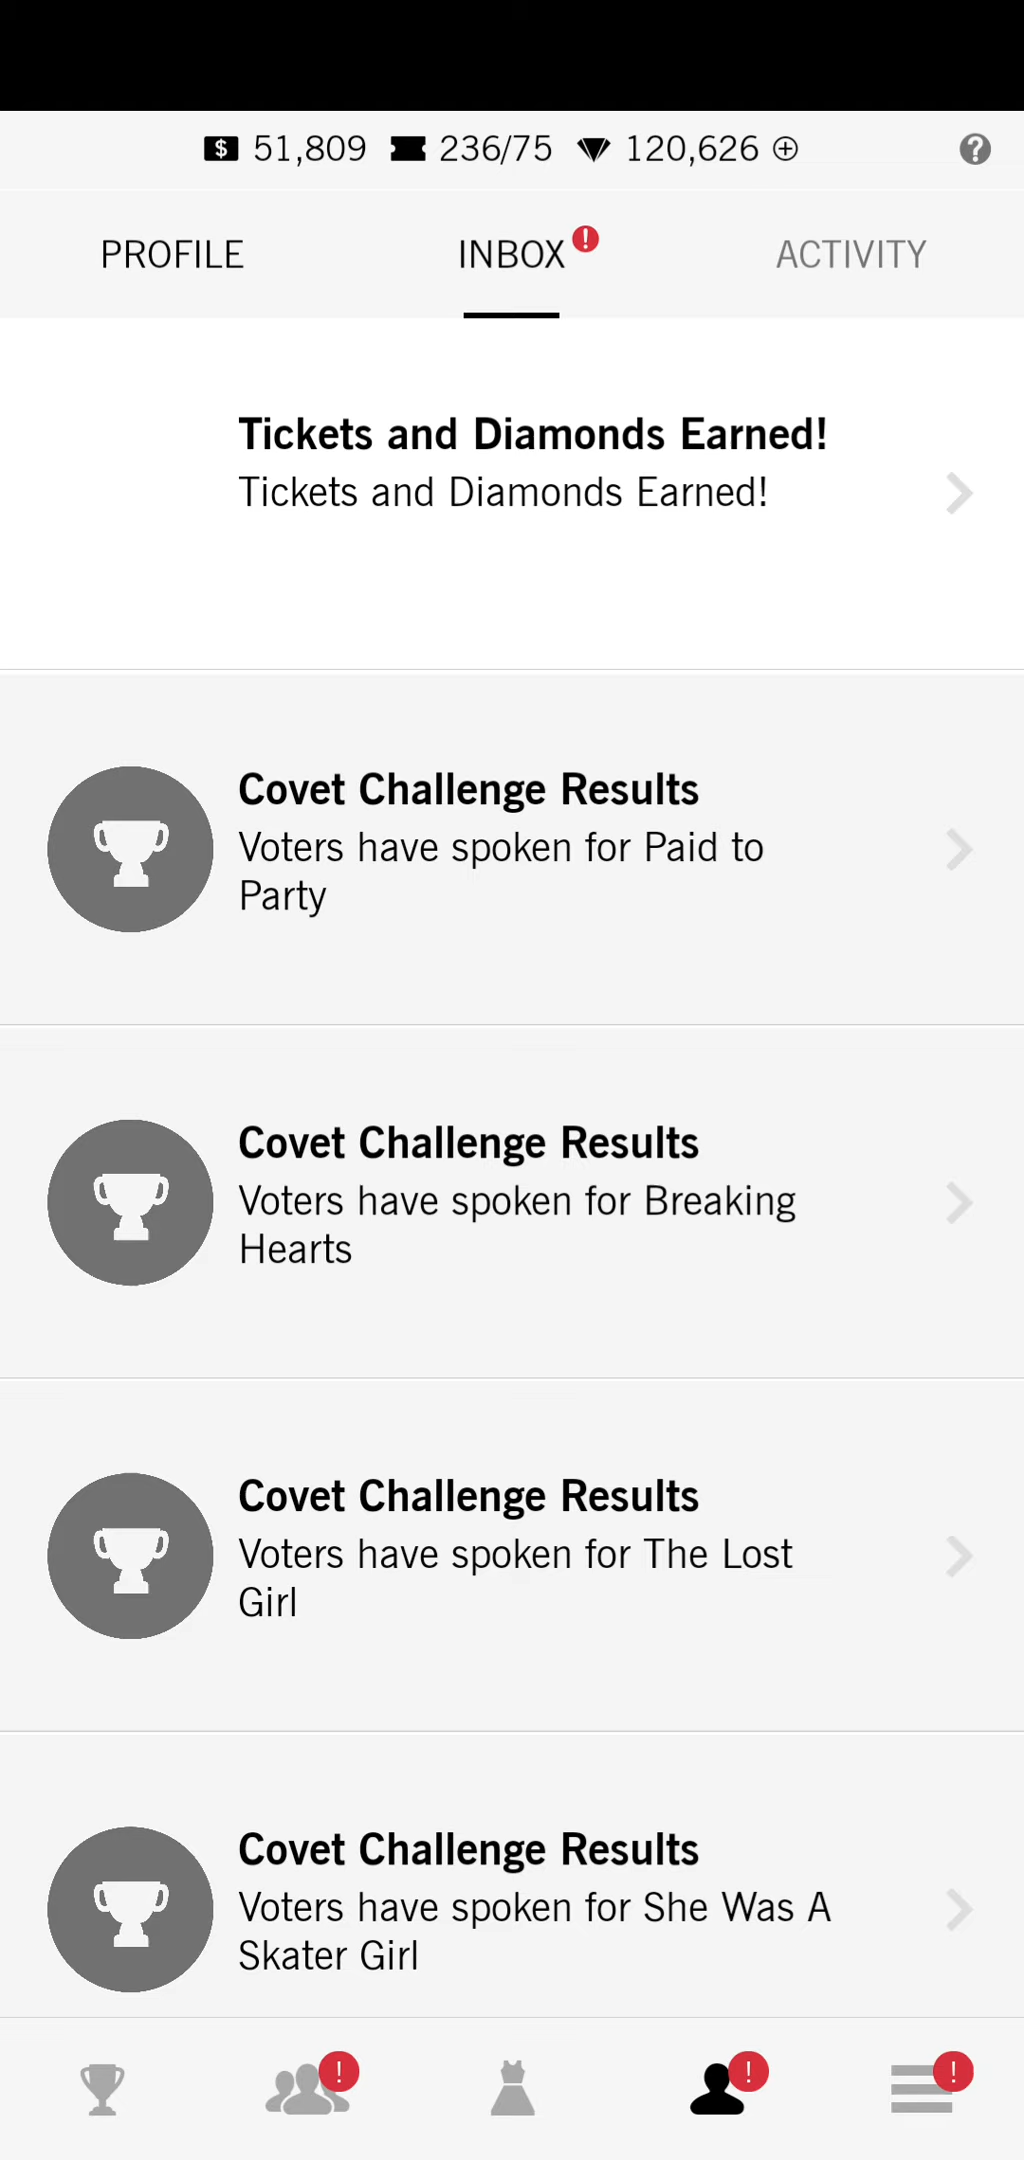 $ 51,809 236/75 120,626
?
PROFILE INBOX ! ACTIVITY
Tickets and Diamonds Earned!
Tickets and Diamonds Earned!
Covet Challenge Results
Voters have spoken for Paid to
Party
Covet Challenge Results
Voters have spoken for Breaking
Hearts
Covet Challenge Results
Voters have spoken for The Lost
Girl
Covet Challenge Results
Voters have spoken for She Was A
Skater Girl
! ! !